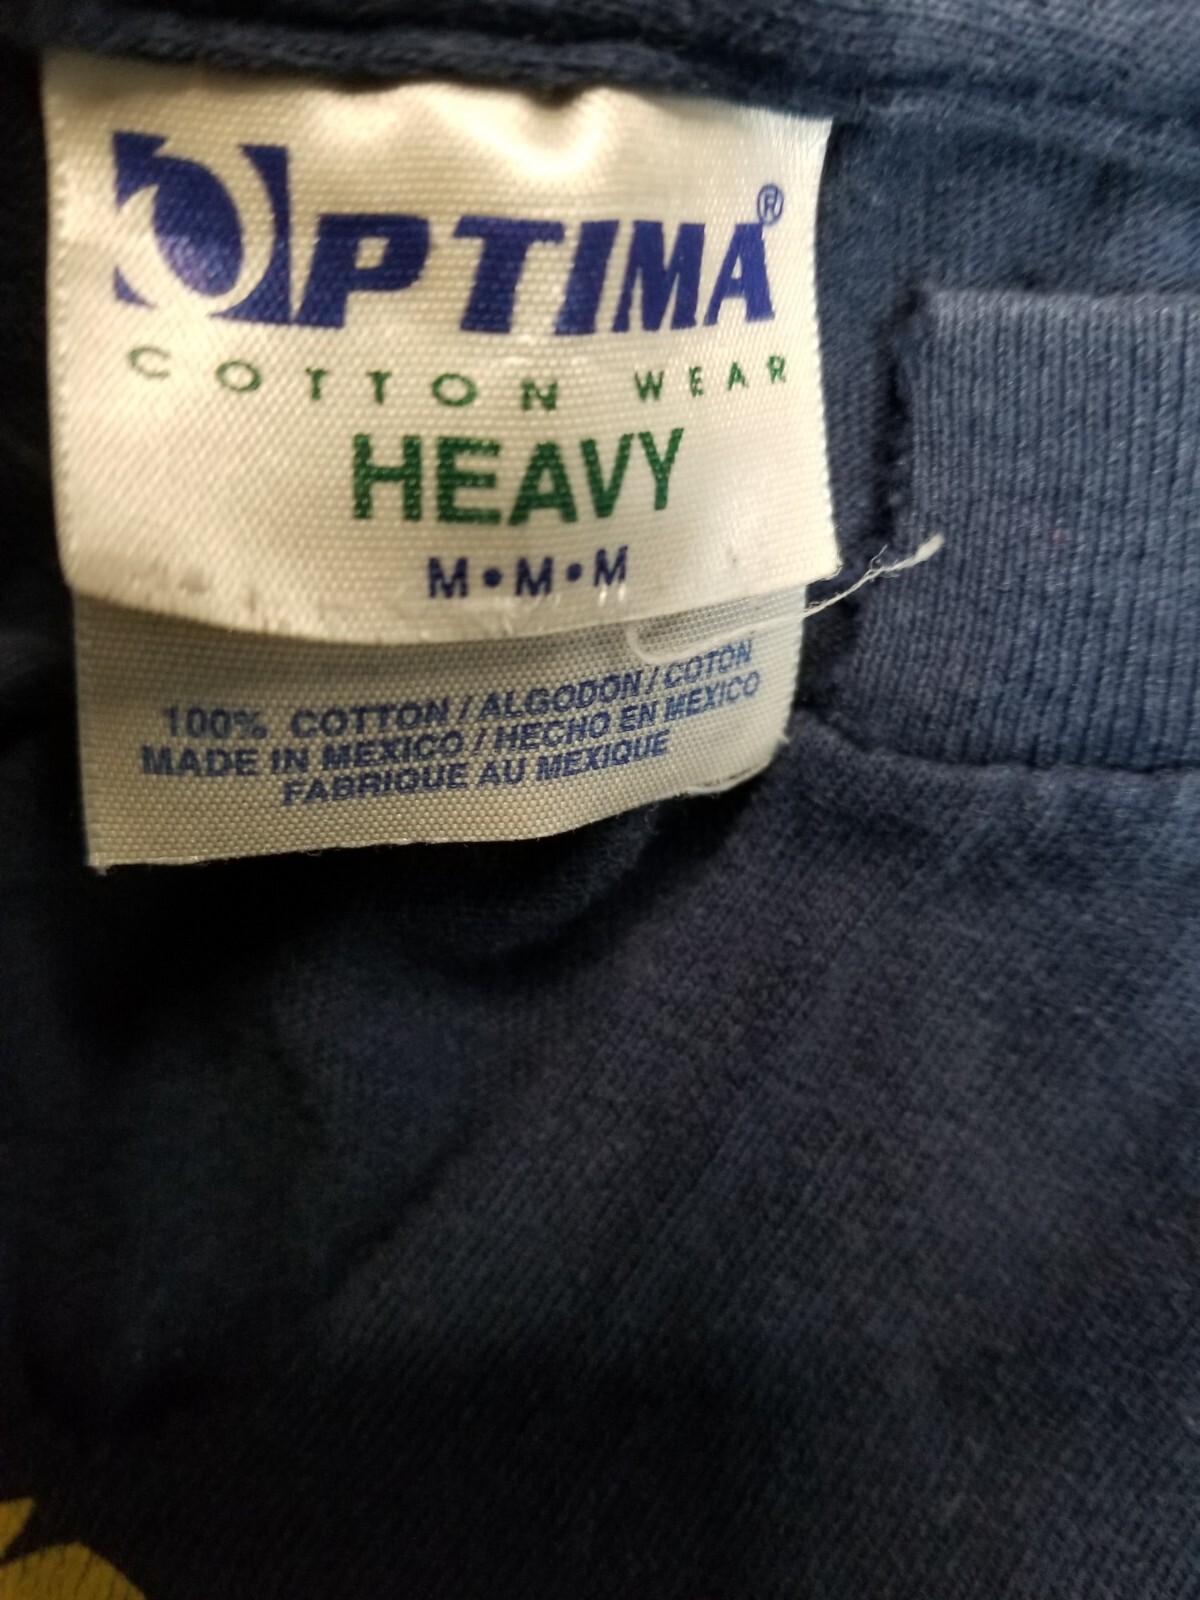 OPTIMA®
COTTON WEAR
HEAVY
M•M•M
100% COTTON / ALGODON / COTON
MADE IN MEXICO / HECHO EN MEXICO
FABRIQUE AU MEXIQUE